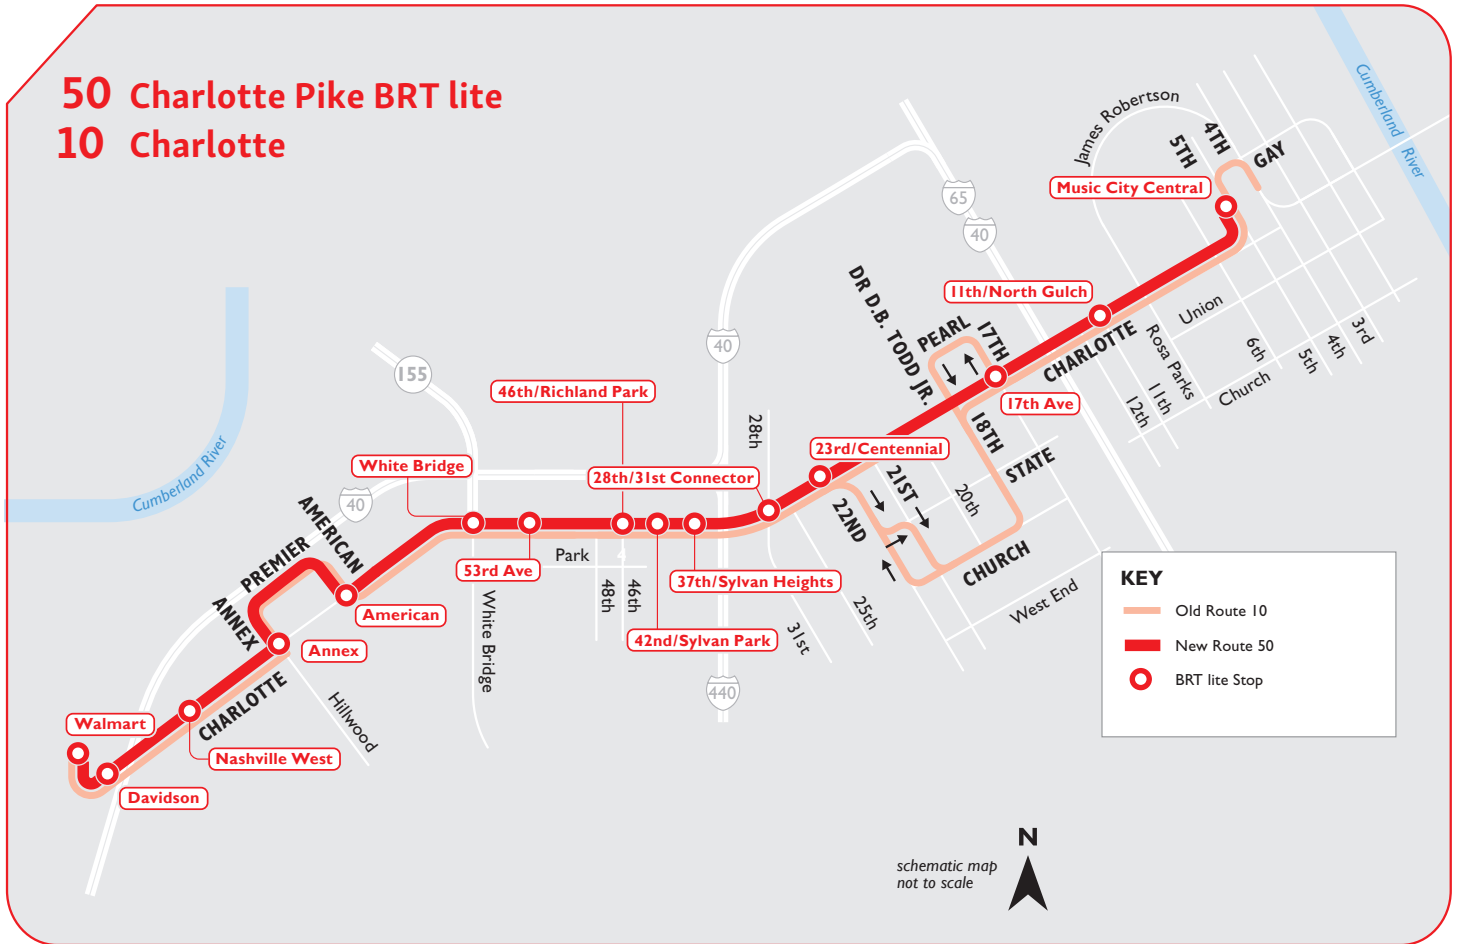 50 Charlotte Pike BRT lite
10 Charlotte
Cumberland River
James Robertson
5TH
4TH
GAY
Music City Central
65
40
11th/North Gulch
DR D.B. TODD JR.
PEARL
17TH
CHARLOTTE
Union
Rosa Parks
6th
5th
4th
3rd
Church
12th
11th
17th Ave
40
155
46th/Richland Park
28th
23rd/Centennial
18TH
STATE
White Bridge
28th/31st Connector
21ST
20th
22ND
Cumberland River
40
AMERICAN
PREMIER
ANNEX
Park
53rd Ave
37th/Sylvan Heights
CHURCH
West End
48th
46th
White Bridge
American
42nd/Sylvan Park
31st
25th
Annex
440
CHARLOTTE
Hillwood
Walmart
Nashville West
Davidson
KEY
Old Route 10
New Route 50
BRT lite Stop
N
schematic map
not to scale